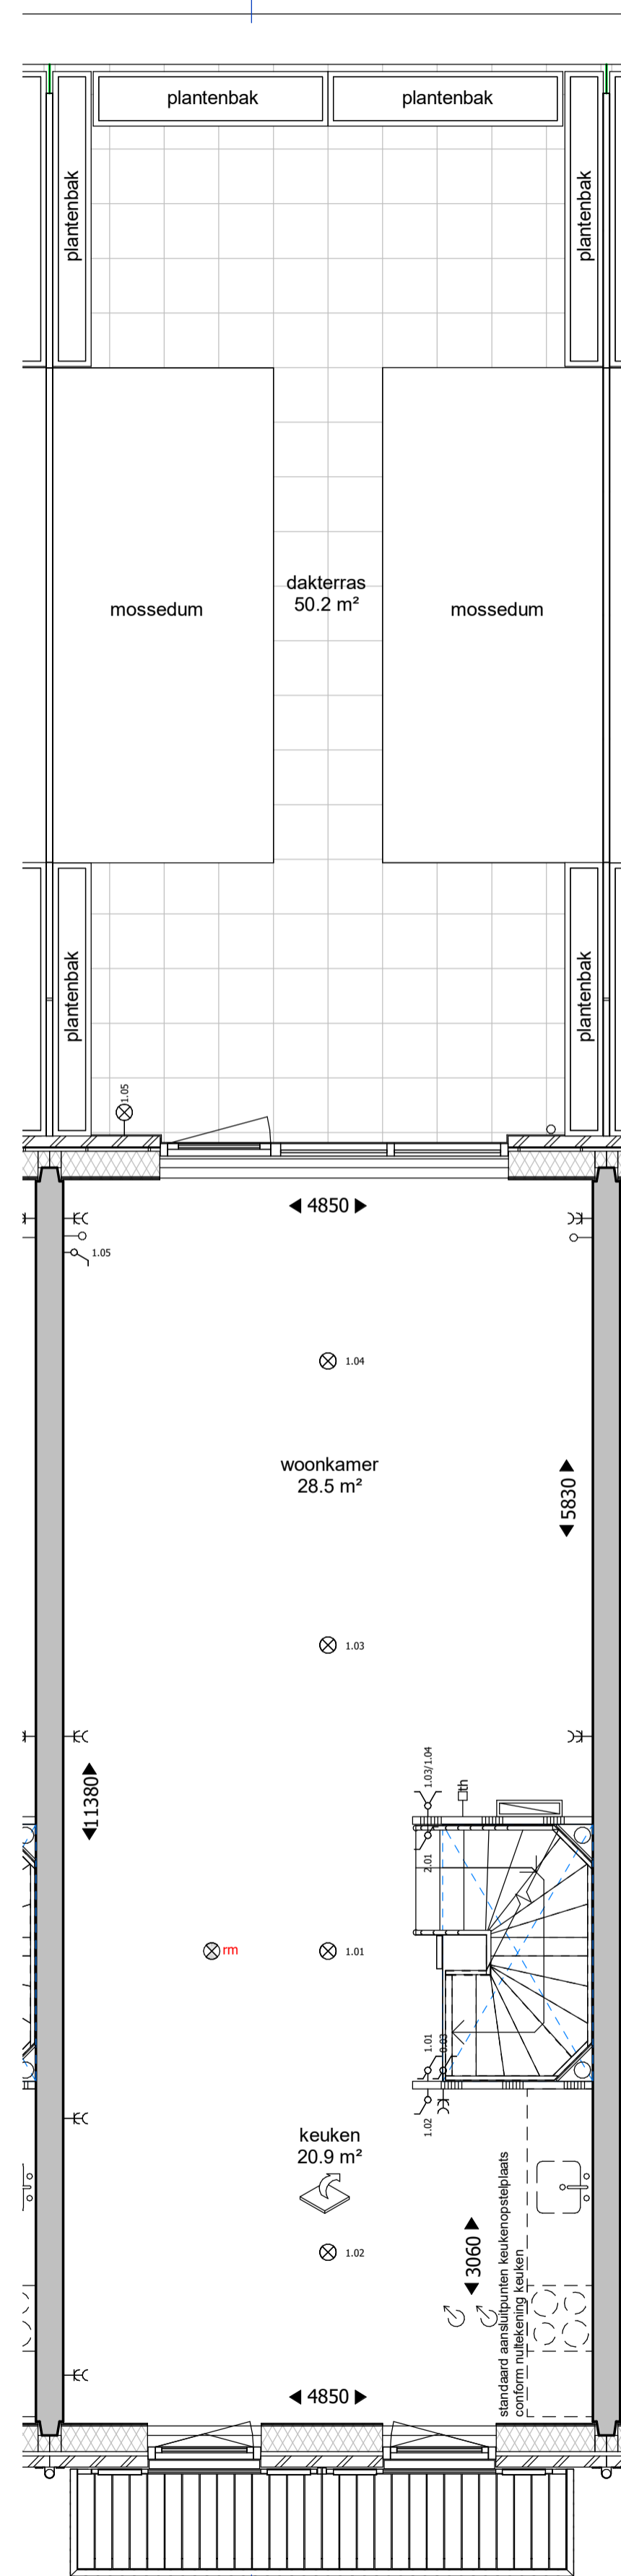 plantenbak
plantenbak
plantenbak
plantenbak
mossedum
dakterras
50.2 m²
mossedum
plantenbak
plantenbak
1.05
4850
1.05
1.04
woonkamer
28.5 m²
5830
1.03
11380
1.03/1.04
th
2.01
rm
1.01
1.01
0.03
1.02
keuken
20.9 m²
1.02
3060
standaard aansluitpunten keukenopstelplaats
conform nultekening keuken
4850